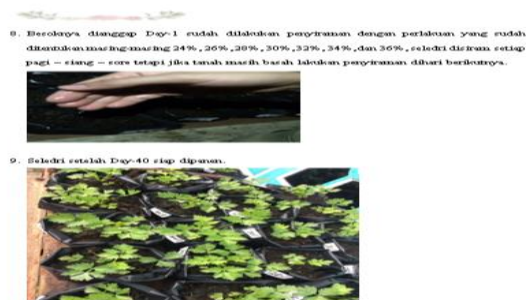 8. Besoknya dianggap Day-1 sudah dilakukan penyiraman dengan perlakuan yang sudah
ditentukan masing-masing 24%, 26%, 28%, 30%, 32%, 34%, dan 36%, seledri disiram setiap
pagi – siang – sore tetapi jika tanah masih basah lakukan penyiraman dihari berikutnya.
9. Seledri setelah Day-40 siap dipanen.